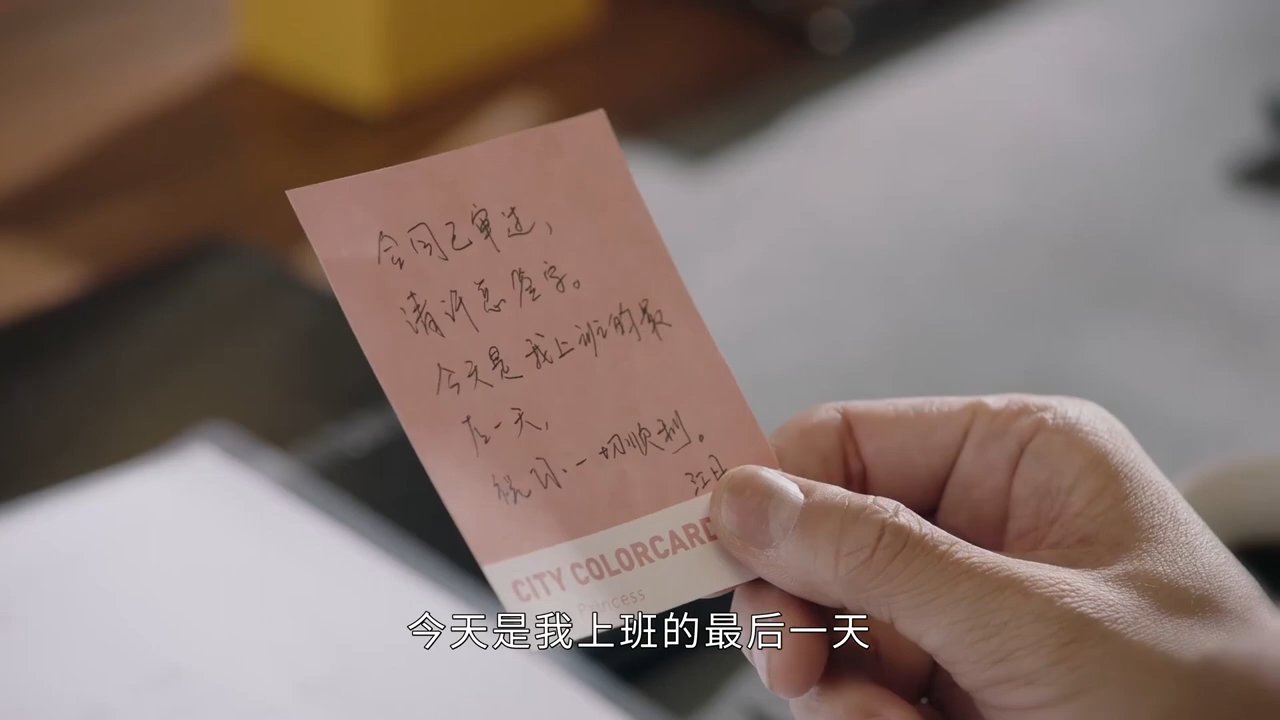 合同已审过，
请许总签字。
今天是我上班的最
后一天，
祝您一切顺利。
江
CITY COLORCARD
Princess
今天是我上班的最后一天